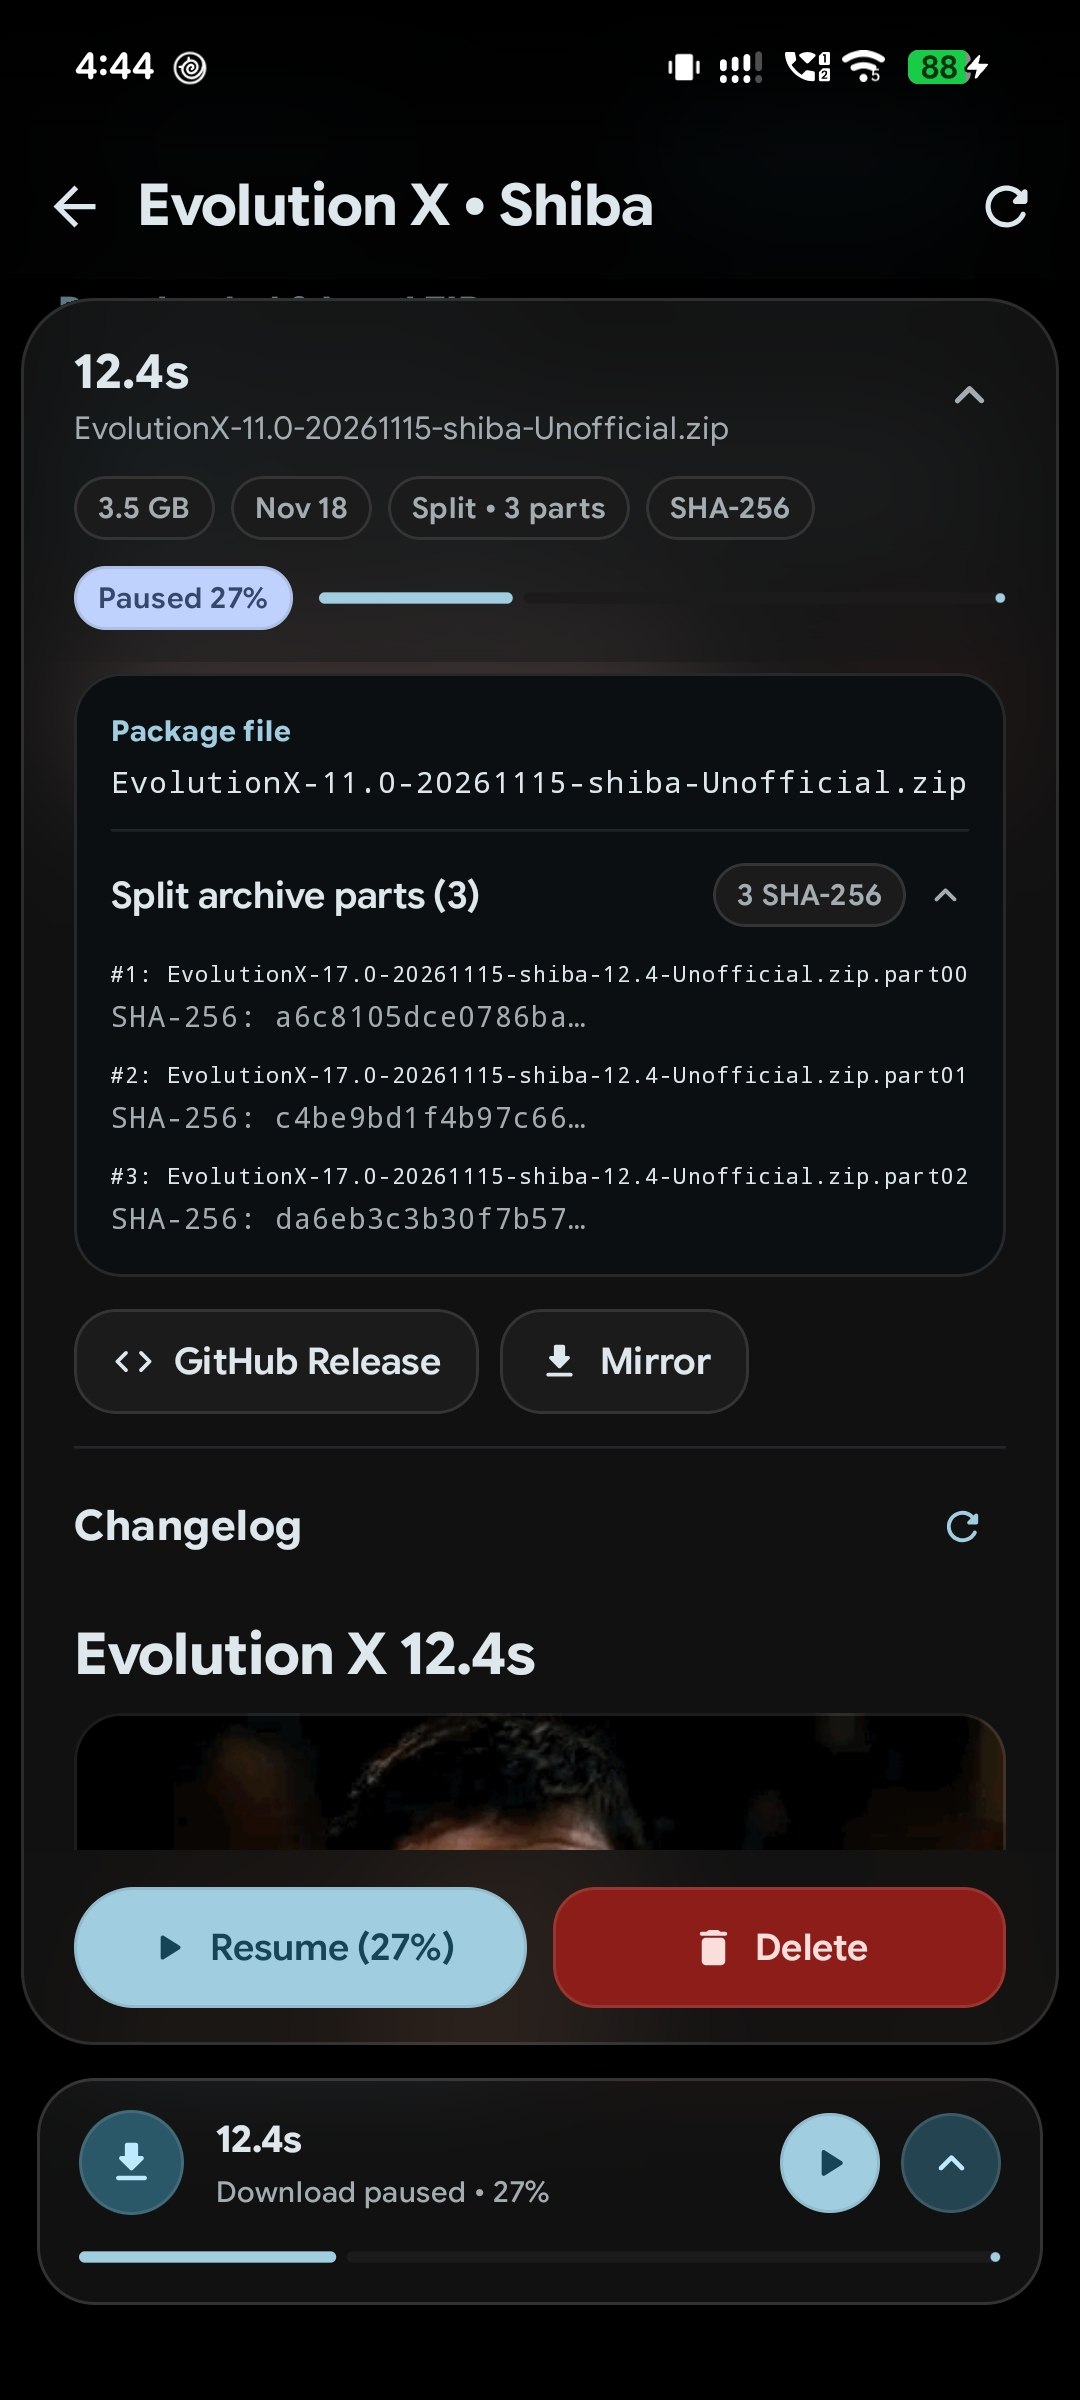 4:44
5
1
2
88
Evolution X • Shiba
12.4s
EvolutionX-11.0-20261115-shiba-Unofficial.zip
3.5 GB
Nov 18
Split • 3 parts
SHA-256
Paused 27%
Package file
EvolutionX-11.0-20261115-shiba-Unofficial.zip
Split archive parts (3)
3 SHA-256
#1: EvolutionX-17.0-20261115-shiba-12.4-Unofficial.zip.part00
SHA-256: a6c8105dce0786ba…
#2: EvolutionX-17.0-20261115-shiba-12.4-Unofficial.zip.part01
SHA-256: c4be9bd1f4b97c66…
#3: EvolutionX-17.0-20261115-shiba-12.4-Unofficial.zip.part02
SHA-256: da6eb3c3b30f7b57…
GitHub Release
Mirror
Changelog
Evolution X 12.4s
Resume (27%)
Delete
12.4s
Download paused • 27%